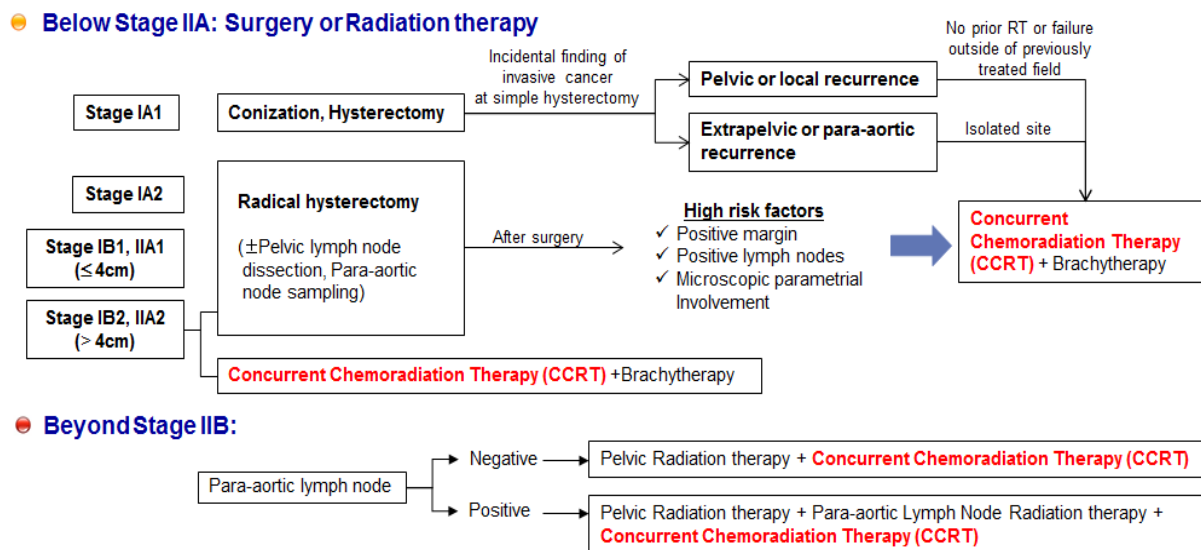 Below Stage IIA: Surgery or Radiation therapy
Stage IA1
Conization, Hysterectomy
Incidental finding of
invasive cancer
at simple hysterectomy
Pelvic or local recurrence
No prior RT or failure
outside of previously
treated field
Extrapelvic or para-aortic
recurrence
Isolated site
Stage IA2
Stage IB1, IIA1
(≤ 4cm)
Stage IB2, IIA2
(> 4cm)
Radical hysterectomy
(±Pelvic lymph node
dissection, Para-aortic
node sampling)
After surgery
High risk factors
✓ Positive margin
✓ Positive lymph nodes
✓ Microscopic parametrial
Involvement
Concurrent
Chemoradiation Therapy
(CCRT) + Brachytherapy
Concurrent Chemoradiation Therapy (CCRT) +Brachytherapy
Beyond Stage IIB:
Para-aortic lymph node
Negative
Pelvic Radiation therapy + Concurrent Chemoradiation Therapy (CCRT)
Positive
Pelvic Radiation therapy + Para-aortic Lymph Node Radiation therapy +
Concurrent Chemoradiation Therapy (CCRT)